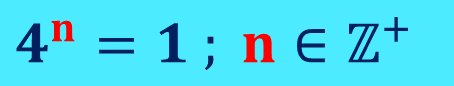 4ⁿ = 1 ; n ∈ ℤ⁺